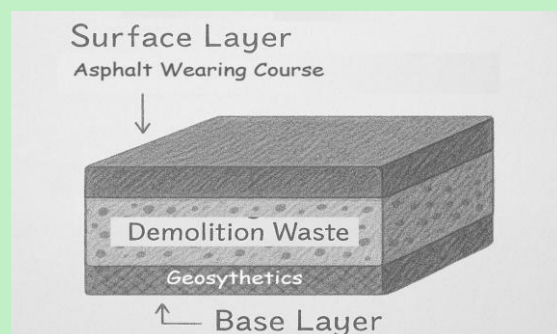 Surface Layer
Asphalt Wearing Course
Demolition Waste
Geosythetics
Base Layer